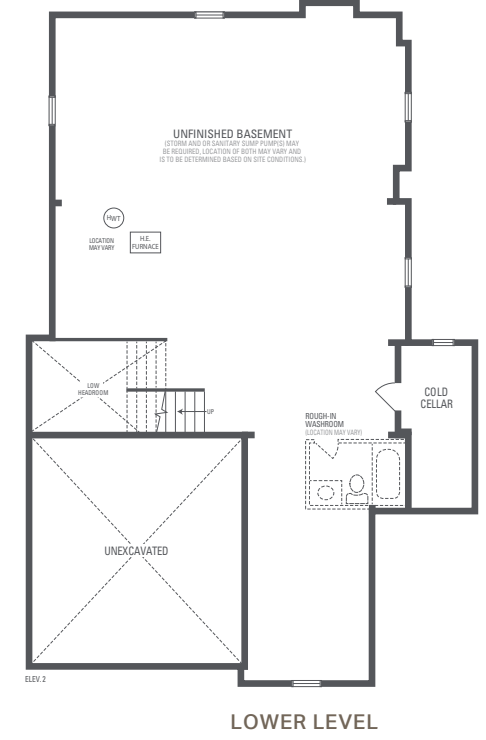 UNFINISHED BASEMENT
(STORM AND OR SANITARY SUMP PUMP(S) MAY
BE REQUIRED, LOCATION OF BOTH MAY VARY AND
IS TO BE DETERMINED BASED ON SITE CONDITIONS.)
HWT
LOCATION
MAY VARY
H.E.
FURNACE
LOW
HEADROOM
UP
COLD
CELLAR
ROUGH-IN
WASHROOM
(LOCATION MAY VARY)
UNEXCAVATED
ELEV. 2
LOWER LEVEL